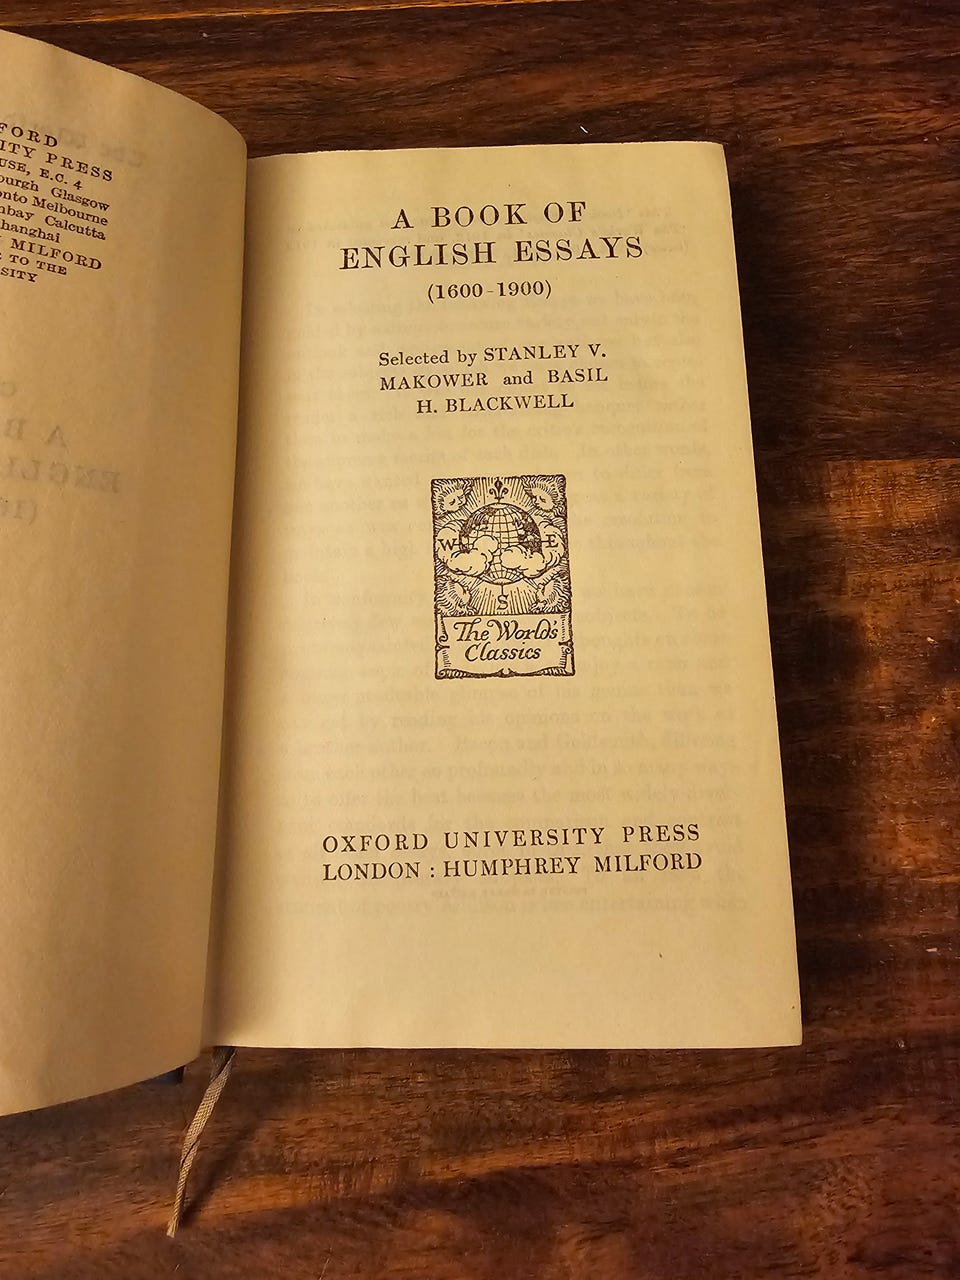 FORD
ITY PRESS
USE, E.C. 4
burgh Glasgow
onto Melbourne
mbay Calcutta
hanghai
MILFORD
TO THE
SITY
A BOOK OF
ENGLISH ESSAYS
(1600-1900)
Selected by STANLEY V.
MAKOWER and BASIL
H. BLACKWELL
W E
S
The World's
Classics
OXFORD UNIVERSITY PRESS
LONDON : HUMPHREY MILFORD